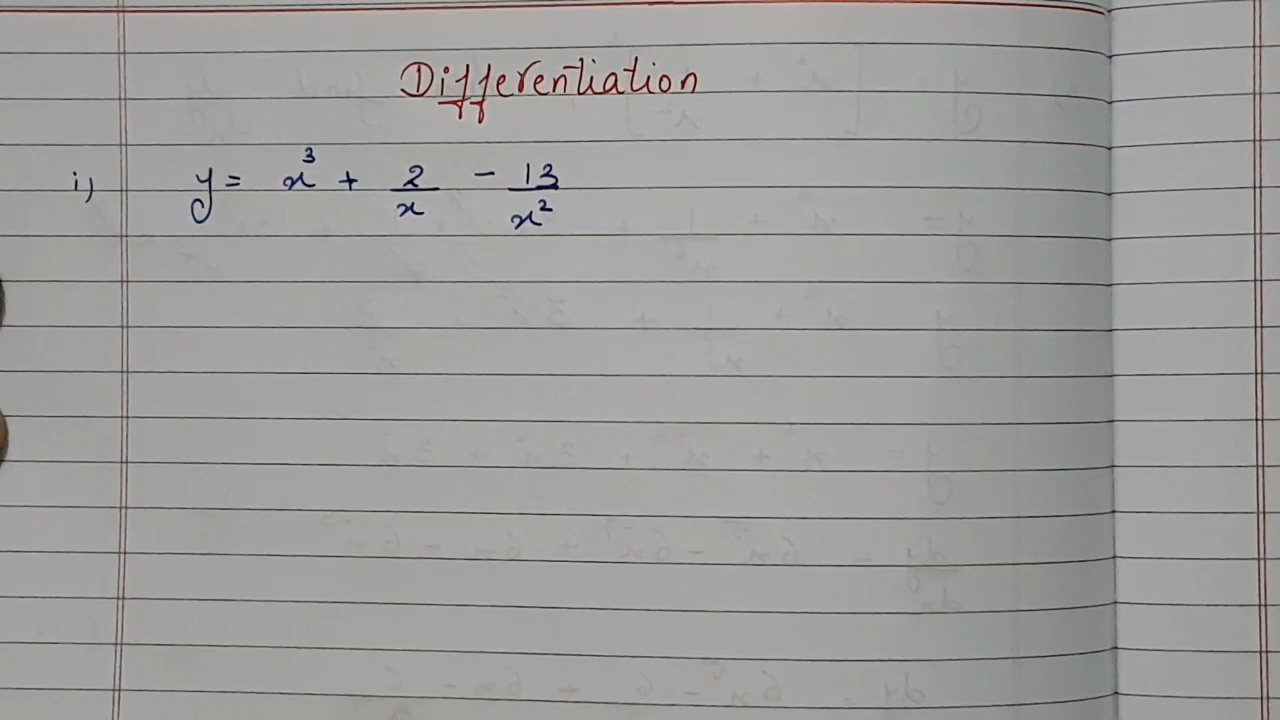 Differentiation
i) y = x³ + 2/x - 13/x²